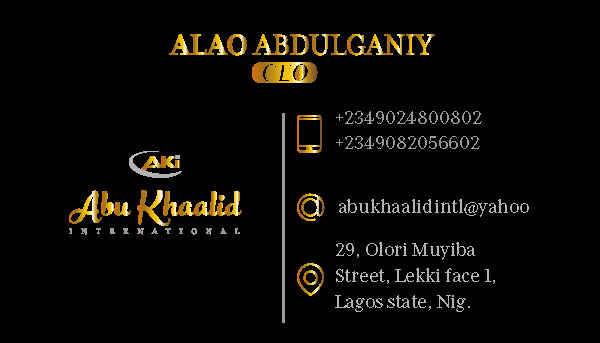 ALAO ABDULGANIY
CLO
+2349024800802
+2349082056602
AKi
Abu Khaalid
INTERNATIONAL
abukhaalidintl@yahoo
29, Olori Muyiba
Street, Lekki face 1,
Lagos state, Nig.